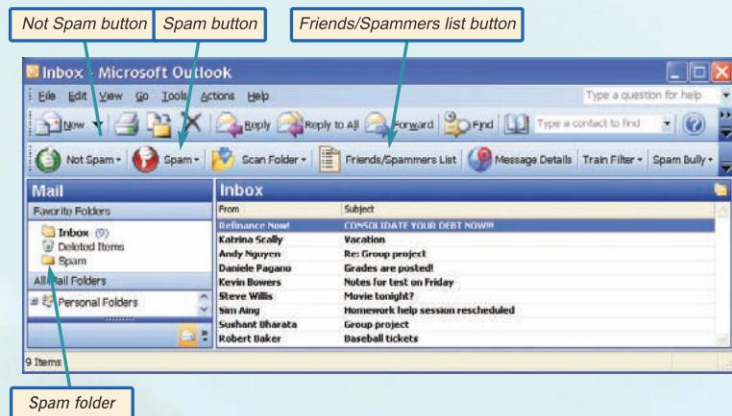 Not Spam button Spam button Friends/Spammers list button
Inbox - Microsoft Outlook
File Edit View Go Tools Actions Help Type a question for help
New Reply Reply to All Forward Find Type a contact to find
Not Spam Spam Scan Folder Friends/Spammers List Message Details Train Filter Spam Bully
Mail Inbox
Favorite Folders From Subject
Refinance Now! CONSOLIDATE YOUR DEBT NOW!!!
Inbox (9) Katrina Scally Vacation
Deleted Items Andy Nguyen Re: Group project
Spam Daniele Pagano Grades are posted!
All Mail Folders Kevin Bowers Notes for test on Friday
Personal Folders Steve Willis Movie tonight?
Sim Aing Homework help session rescheduled
Sushant Bharata Group project
Robert Baker Baseball tickets
9 Items
Spam folder